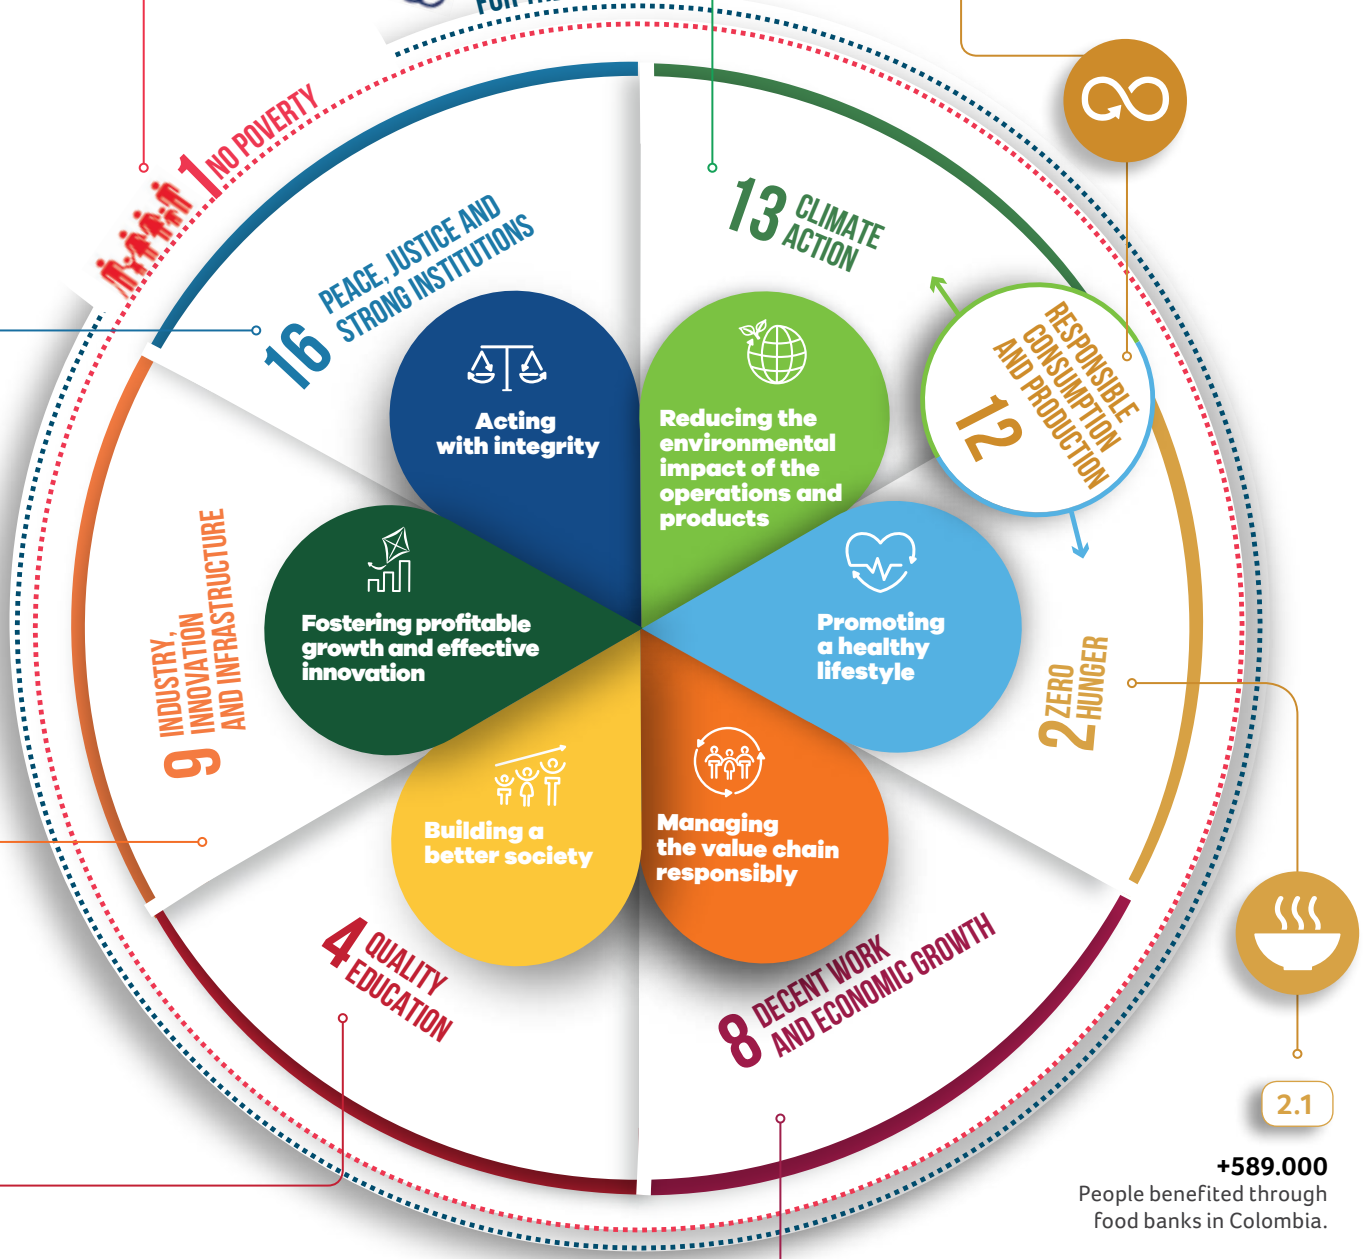 1 NO POVERTY
16 PEACE, JUSTICE AND
STRONG INSTITUTIONS
13 CLIMATE
ACTION
RESPONSIBLE
CONSUMPTION
AND PRODUCTION
12
Acting
with integrity
Reducing the
environmental
impact of the
operations and
products
9 INDUSTRY,
INNOVATION
AND INFRASTRUCTURE
Fostering profitable
growth and effective
innovation
Promoting
a healthy
lifestyle
2 ZERO
HUNGER
Building a
better society
Managing
the value chain
responsibly
4 QUALITY
EDUCATION
8 DECENT WORK
AND ECONOMIC GROWTH
2.1
+589.000
People benefited through
food banks in Colombia.